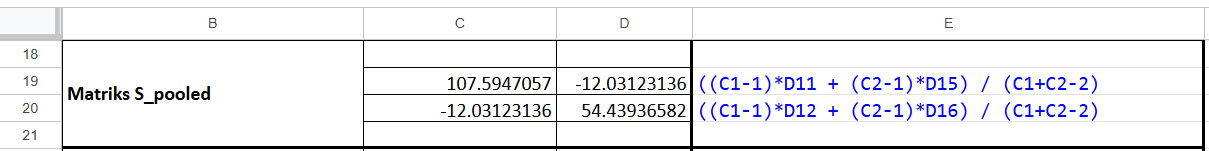 B C D E
18
19 107.5947057 -12.03123136 ((C1-1)*D11 + (C2-1)*D15) / (C1+C2-2)
Matriks S_pooled
20 -12.03123136 54.43936582 ((C1-1)*D12 + (C2-1)*D16) / (C1+C2-2)
21